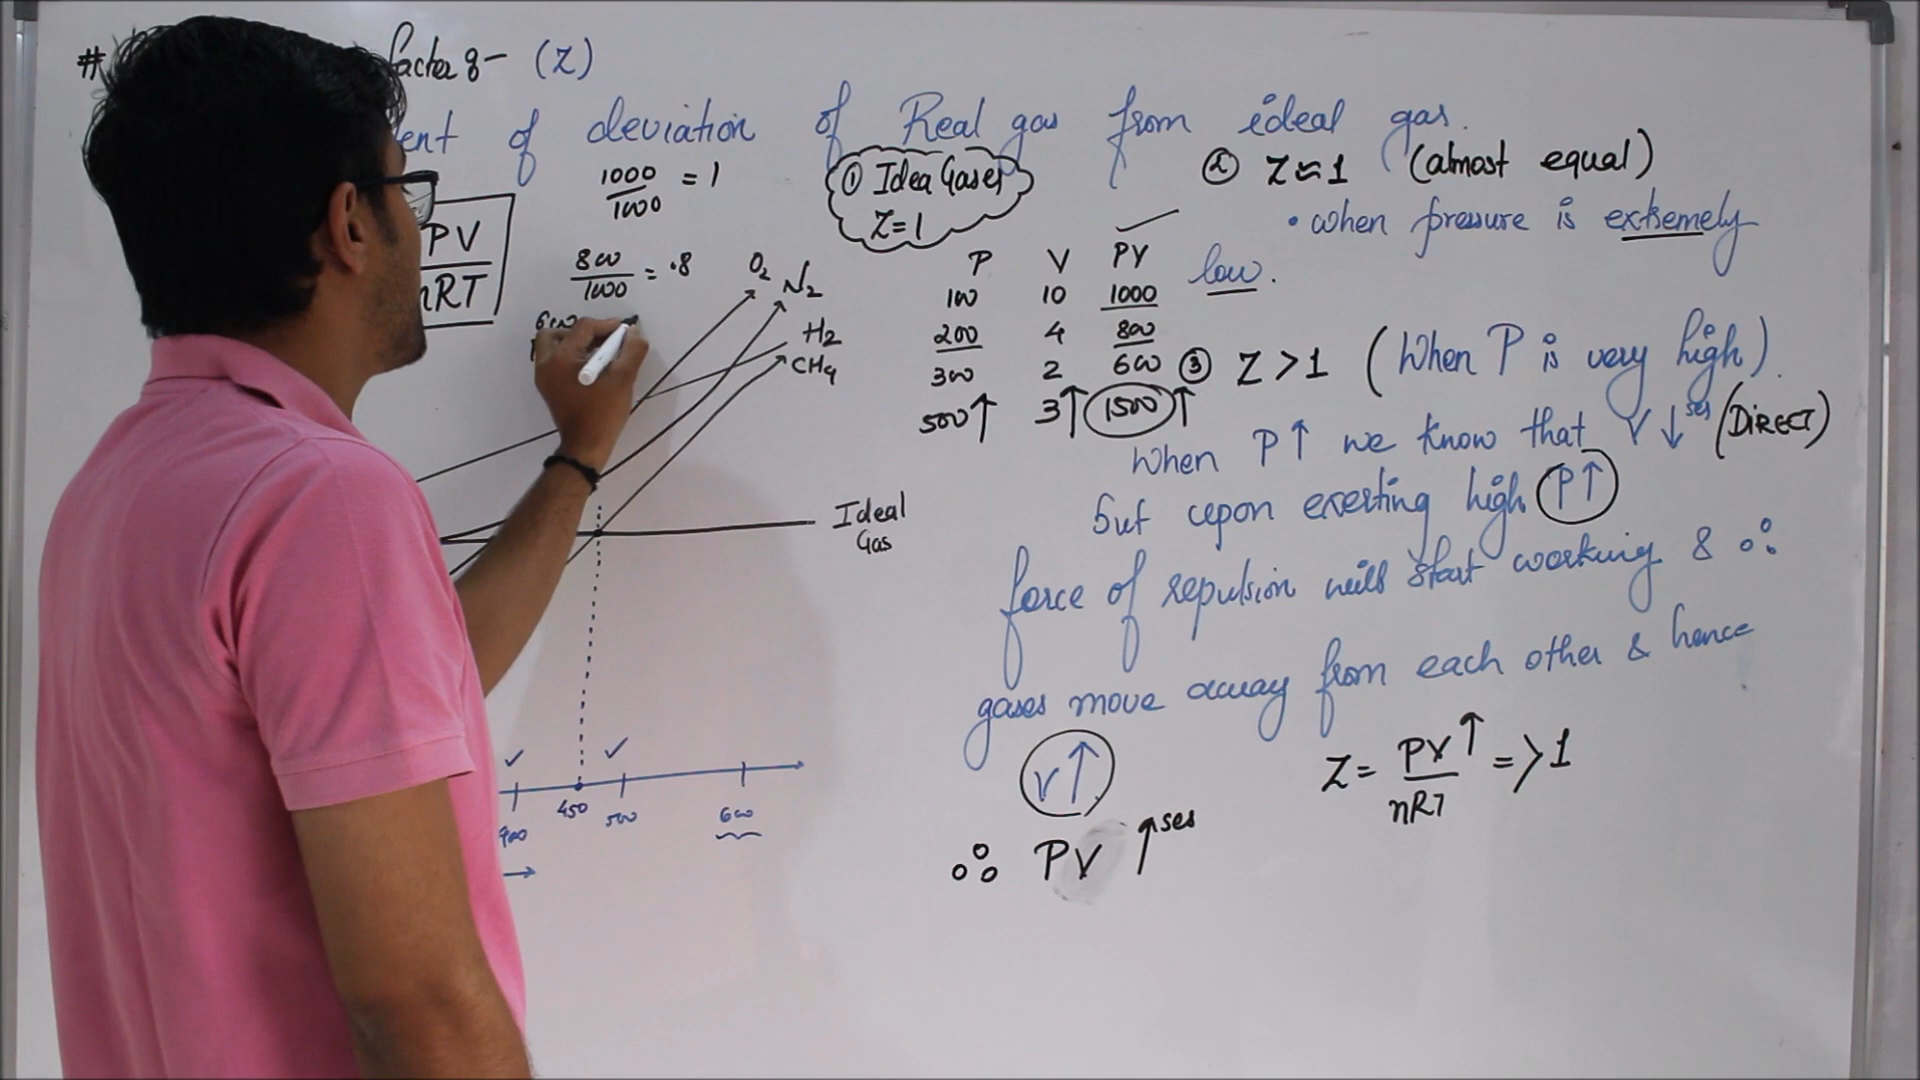 # factor :- (Z)
ent of deviation of Real gas from ideal gas.
PV
nRT
1000
1000 = 1
800
1000 = .8
600
O2
N2
H2
CH4
Ideal
Gas
400
450
500
600
① Idea Gases
Z=1
P V PV
100 10 1000
200 4 800
300 2 600
500↑ 3↑ 1500↑
② Z≈1 (almost equal)
• when pressure is extremely
low.
③ Z>1 (When P is very high).
When P↑ we know that V↓ses (DIRECT)
but upon exerting high P↑
force of repulsion will start working & ∴
gases move away from each other & hence
V↑
∴ PV ↑ses
Z = PV↑ => 1
nRT